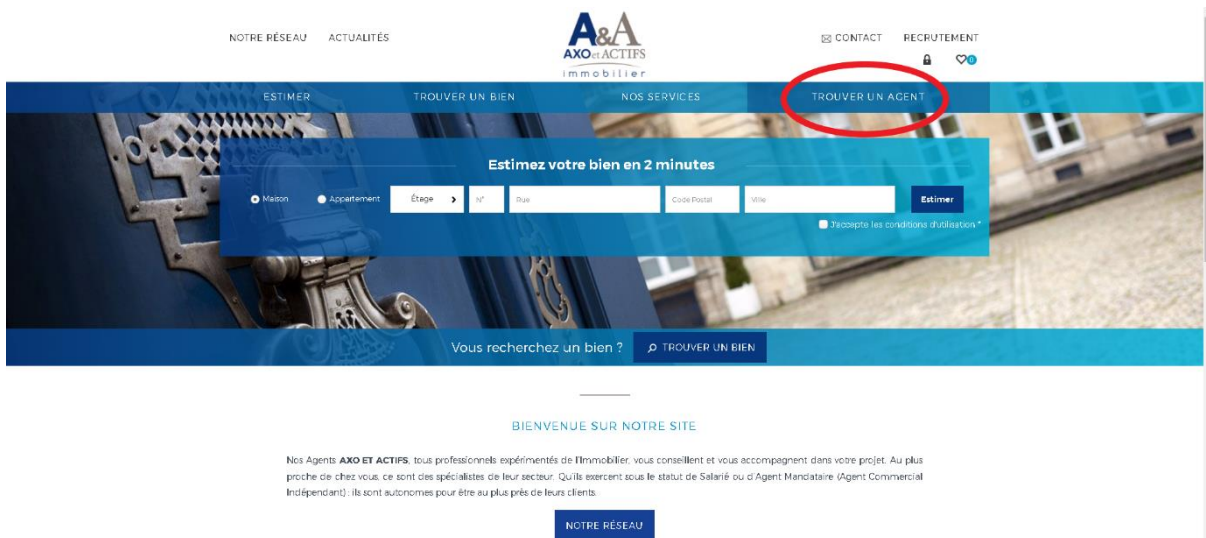 NOTRE RÉSEAU ACTUALITÉS
A&A
AXO et ACTIFS
immobilier
CONTACT RECRUTEMENT
0
ESTIMER TROUVER UN BIEN NOS SERVICES TROUVER UN AGENT
Estimez votre bien en 2 minutes
Maison Appartement Étage N° Rue Code Postal Ville Estimer
J'accepte les conditions d'utilisation *
Vous recherchez un bien ? TROUVER UN BIEN
BIENVENUE SUR NOTRE SITE
Nos Agents AXO ET ACTIFS, tous professionnels expérimentés de l'Immobilier, vous conseillent et vous accompagnent dans votre projet. Au plus
proche de chez vous, ce sont des spécialistes de leur secteur. Qu'ils exercent sous le statut de Salarié ou d'Agent Mandataire (Agent Commercial
Indépendant) : ils sont autonomes pour être au plus près de leurs clients.
NOTRE RÉSEAU